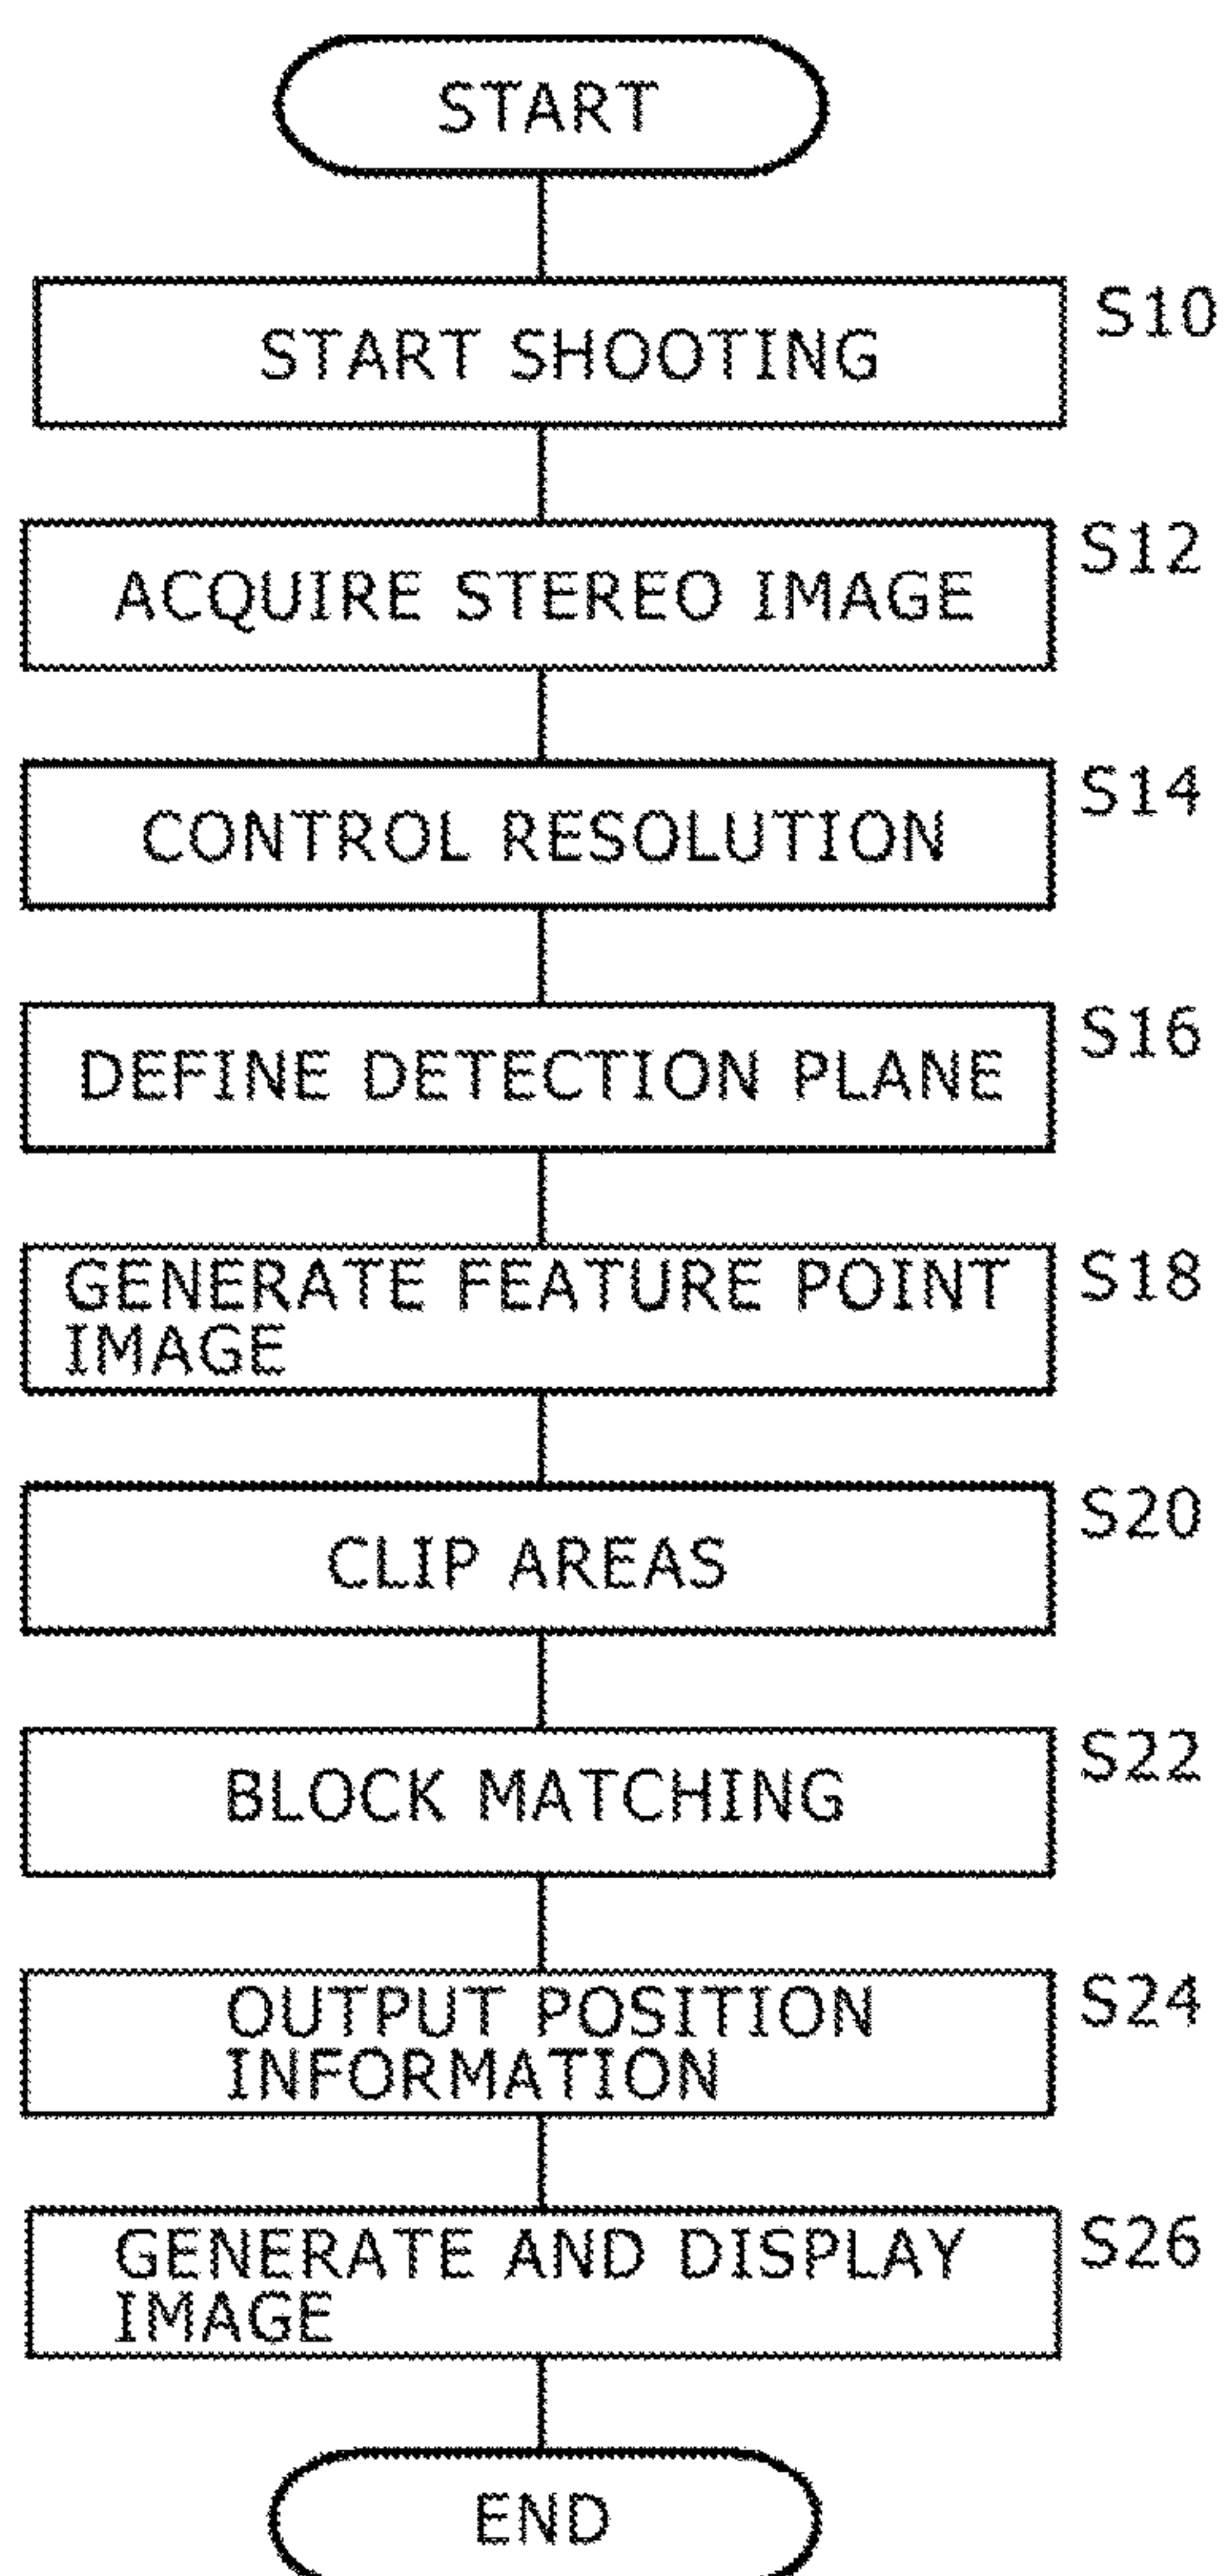 START
START SHOOTING
S10
ACQUIRE STEREO IMAGE
S12
CONTROL RESOLUTION
S14
DEFINE DETECTION PLANE
S16
GENERATE FEATURE POINT
IMAGE
S18
CLIP AREAS
S20
BLOCK MATCHING
S22
OUTPUT POSITION
INFORMATION
S24
GENERATE AND DISPLAY
IMAGE
S26
END